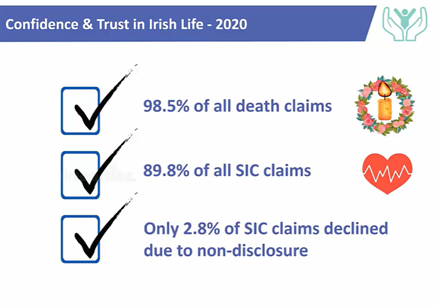 Confidence & Trust in Irish Life - 2020
98.5% of all death claims
89.8% of all SIC claims
Only 2.8% of SIC claims declined
due to non-disclosure